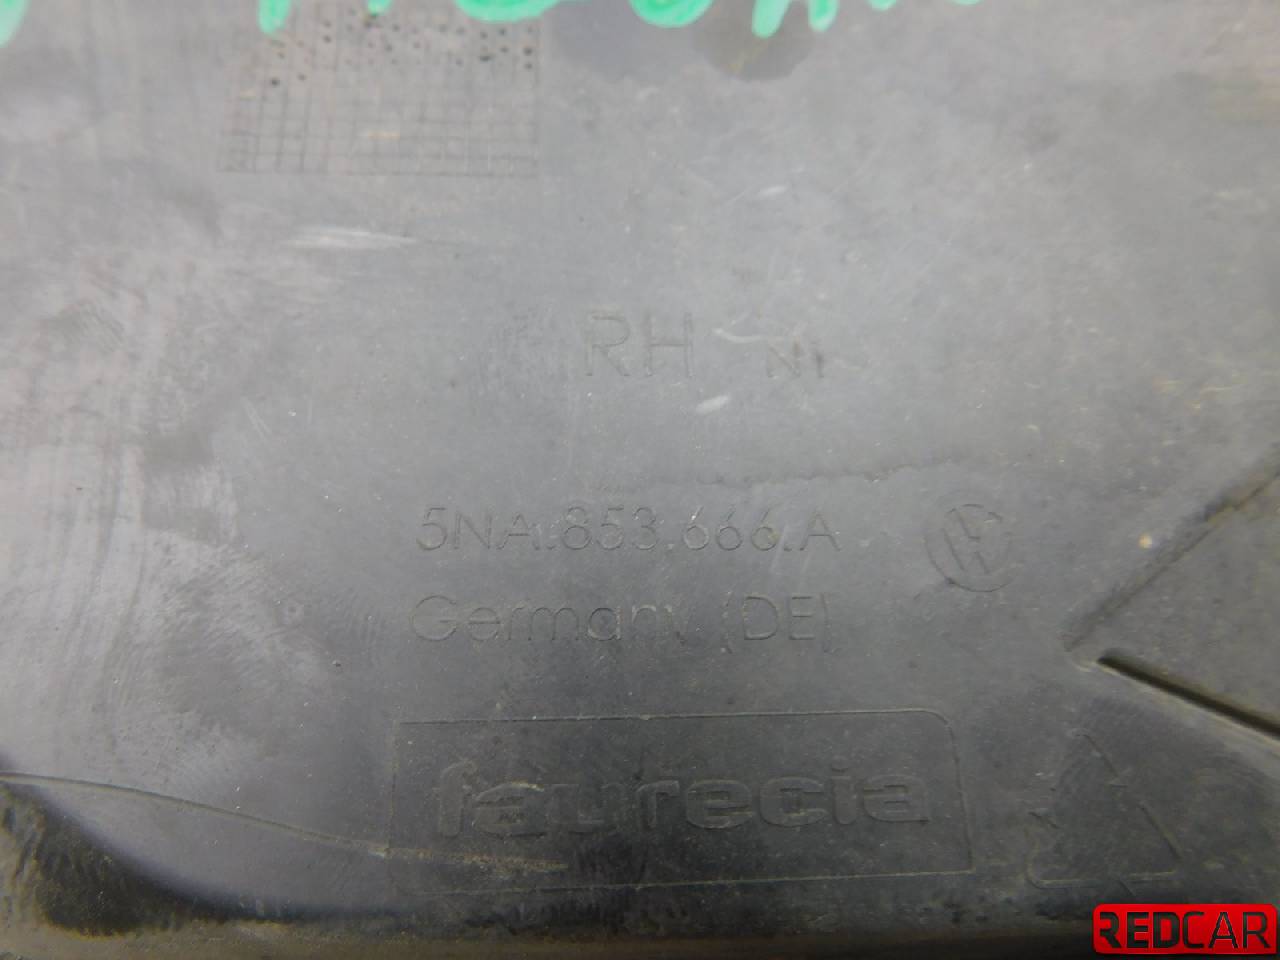 RH
5NA.853.666.A
Germany (DE)
faurecia
REDCAR